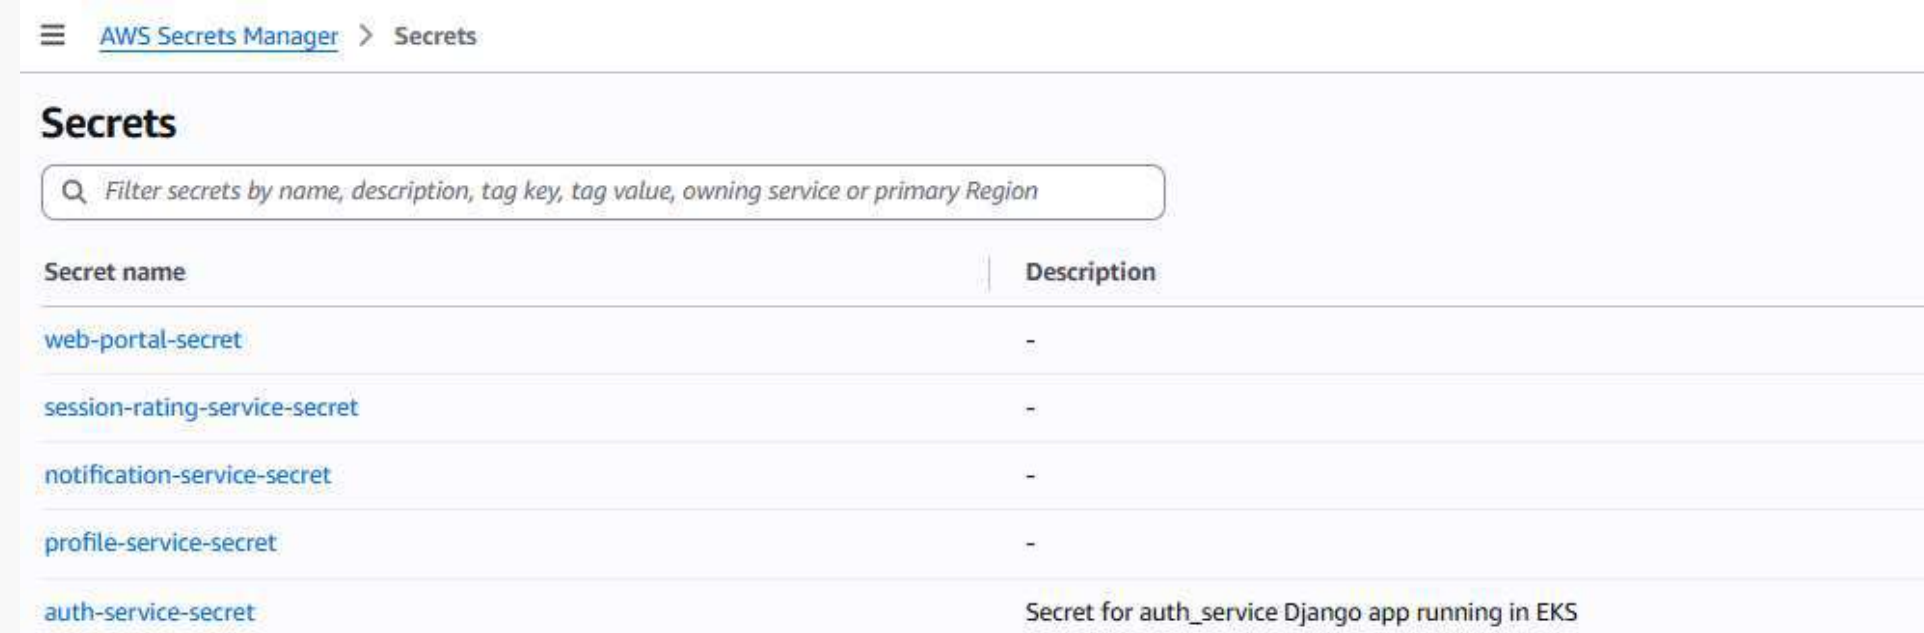 AWS Secrets Manager > Secrets
Secrets
Filter secrets by name, description, tag key, tag value, owning service or primary Region
Secret name Description
web-portal-secret -
session-rating-service-secret -
notification-service-secret -
profile-service-secret -
auth-service-secret Secret for auth_service Django app running in EKS